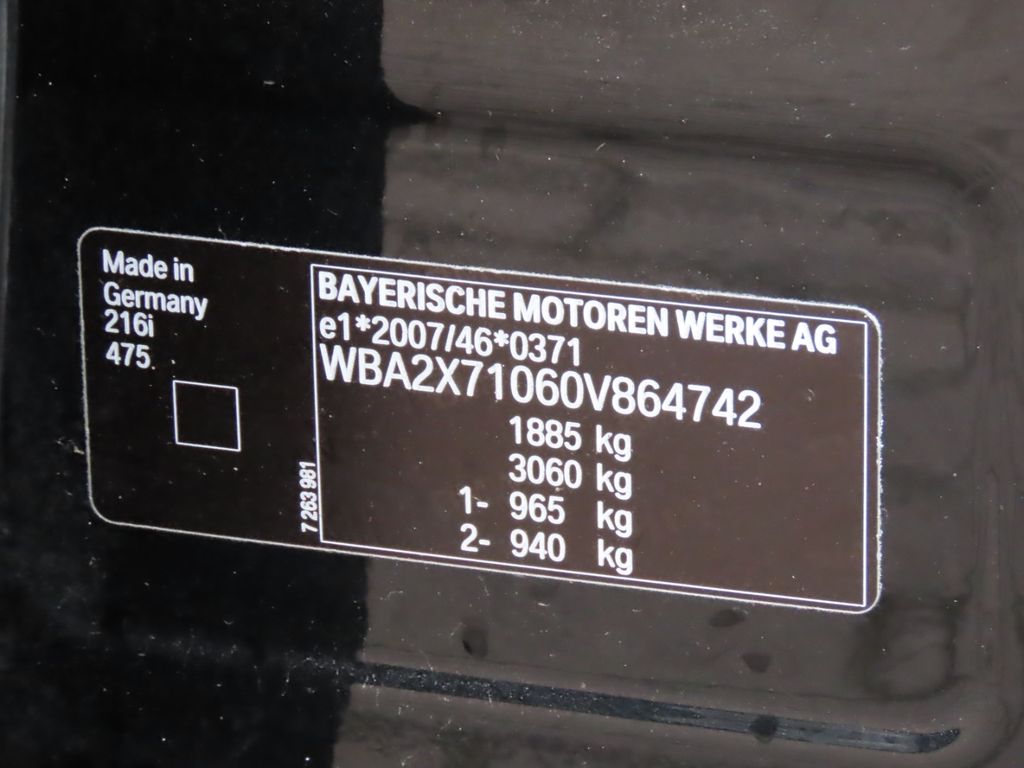 Made in
Germany
216i
475
7 263 981
BAYERISCHE MOTOREN WERKE AG
e1*2007/46*0371
WBA2X71060V864742
1885 kg
3060 kg
1- 965 kg
2- 940 kg